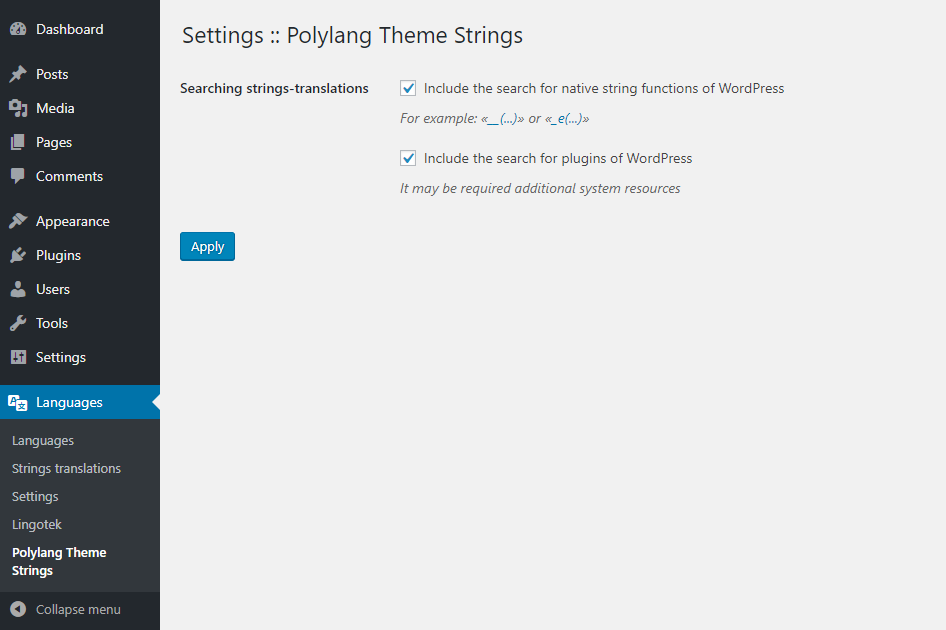 Dashboard
Posts
Media
Pages
Comments
Appearance
Plugins
Users
Tools
Settings
Languages
Languages
Strings translations
Settings
Lingotek
Polylang Theme
Strings
Collapse menu
Settings :: Polylang Theme Strings
Searching strings-translations
Include the search for native string functions of WordPress
For example: «__(...)» or «_e(...)»
Include the search for plugins of WordPress
It may be required additional system resources
Apply